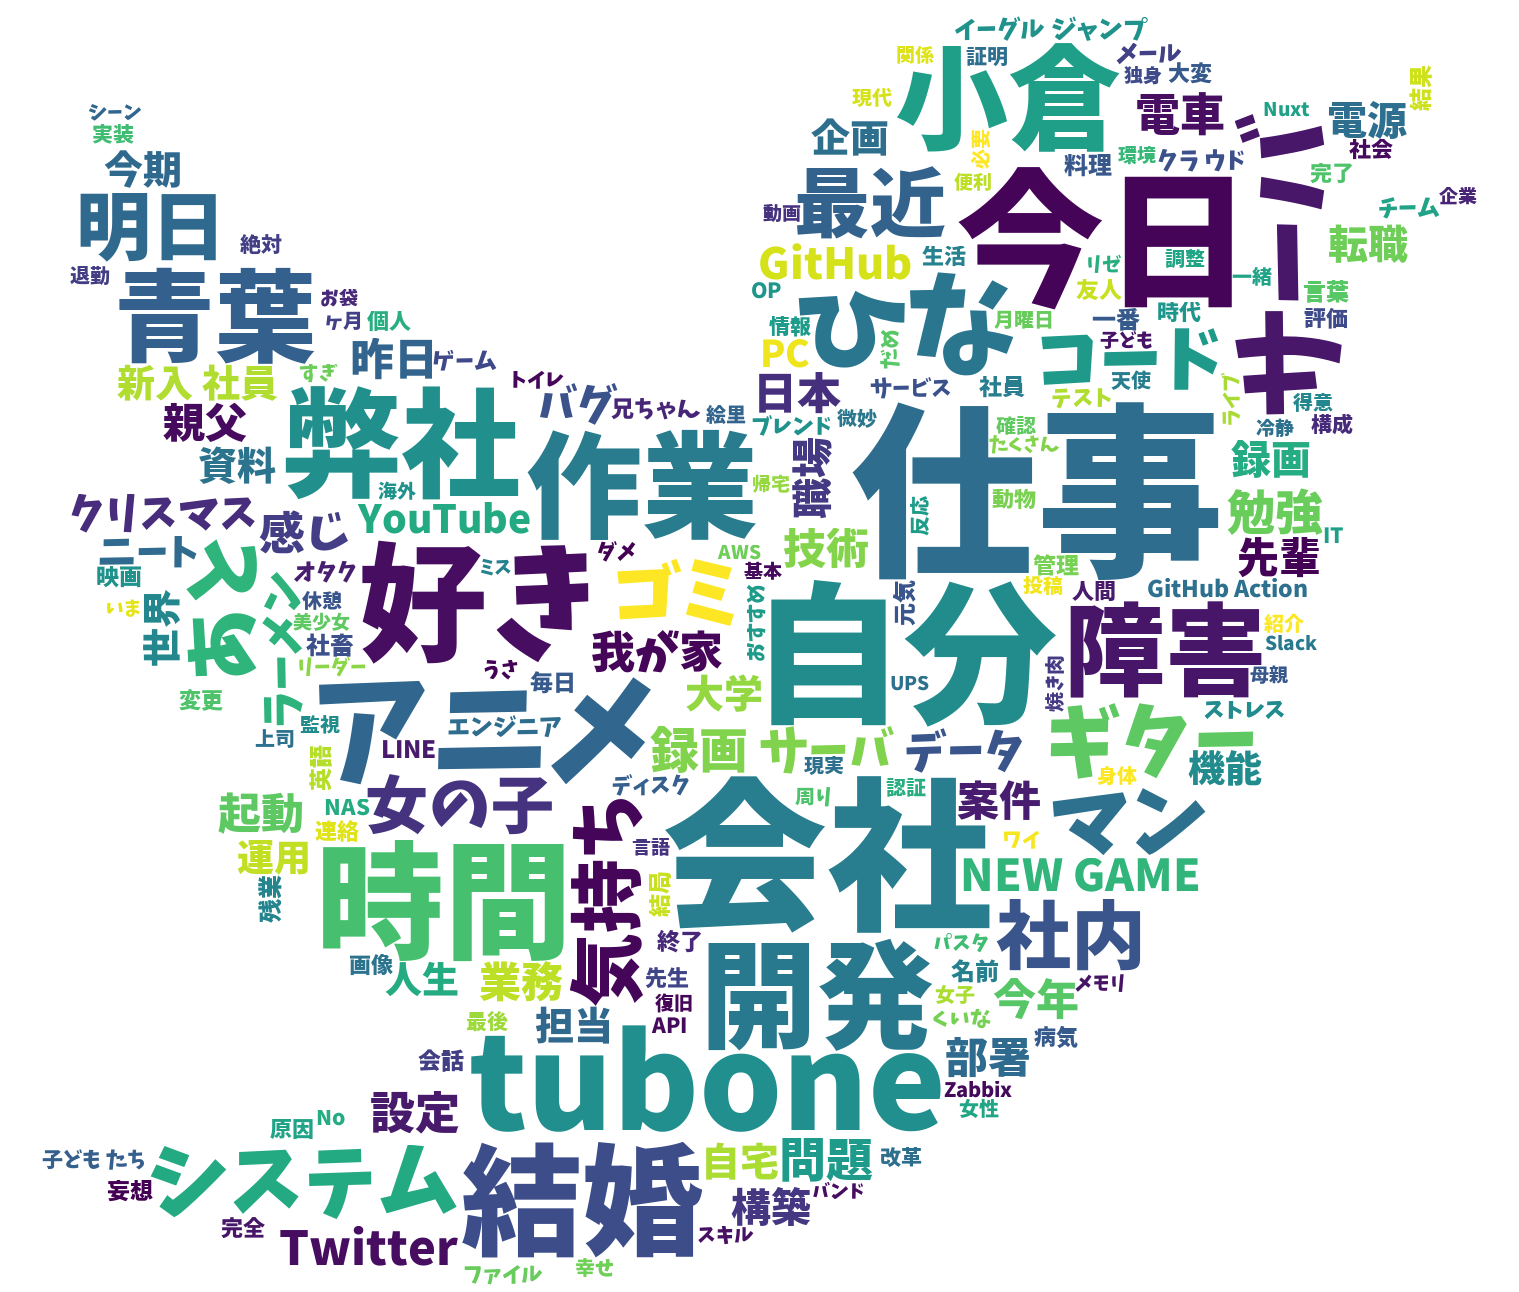 イーグル ジャンプ
関係
小倉
証明
メール
独身
大変
結果
現代
電車
ジーニー
Nuxt
電源
シーン
実装
企画
必要
料理
環境
クラウド
社会
今期
最近
便利
今日
完了
明日
動画
チーム
企業
絶対
GitHub
生活
リゼ
調整
転職
退勤
青葉
お袋
OP
ひな
友人
一緒
言葉
ヶ月
個人
情報
月曜日
一番
時代
評価
昨日
ゲーム
PC
だめ
コード
子ども
キ
新入 社員
すぎ
トイレ
日本
サービス
社員
天使
ライブ
得意
親父
弊社
バグ
兄ちゃん
絵里
ブレンド
微妙
テスト
冷静
構成
資料
作業
職場
仕事
確認
たくさん
録画
海外
帰宅
動物
クリスマス
感じ
YouTube
反応
勉強
ニート
あと
好き
ミス
ダメ
AWS
技術
管理
先輩
IT
映画
オタク
ゴミ
基本
元気
投稿
人間
GitHub Action
いま
世界
ラーメン
休憩
美少女
社畜
我が家
おすすめ
自分
障害
紹介
Slack
リーダー
うさ
毎日
大学
UPS
焼き肉
母親
変更
アニメ
エンジニア
ストレス
上司
監視
LINE
録画 サーバ
データ
ギター
英語
ディスク
現実
身体
機能
起動
NAS
女の子
気持ち
会社
周り
認証
案件
マン
連絡
運用
時間
言語
ワイ
残業
結局
NEW GAME
画像
人生
業務
終了
パスタ
社内
先生
開発
名前
メモリ
復旧
女子
今年
最後
担当
API
くいな
会話
tubone
部署
病気
設定
Zabbix
女性
原因
No
子ども たち
システム
結婚
自宅
問題
改革
妄想
構築
バンド
完全
Twitter
スキル
ファイル
幸せ